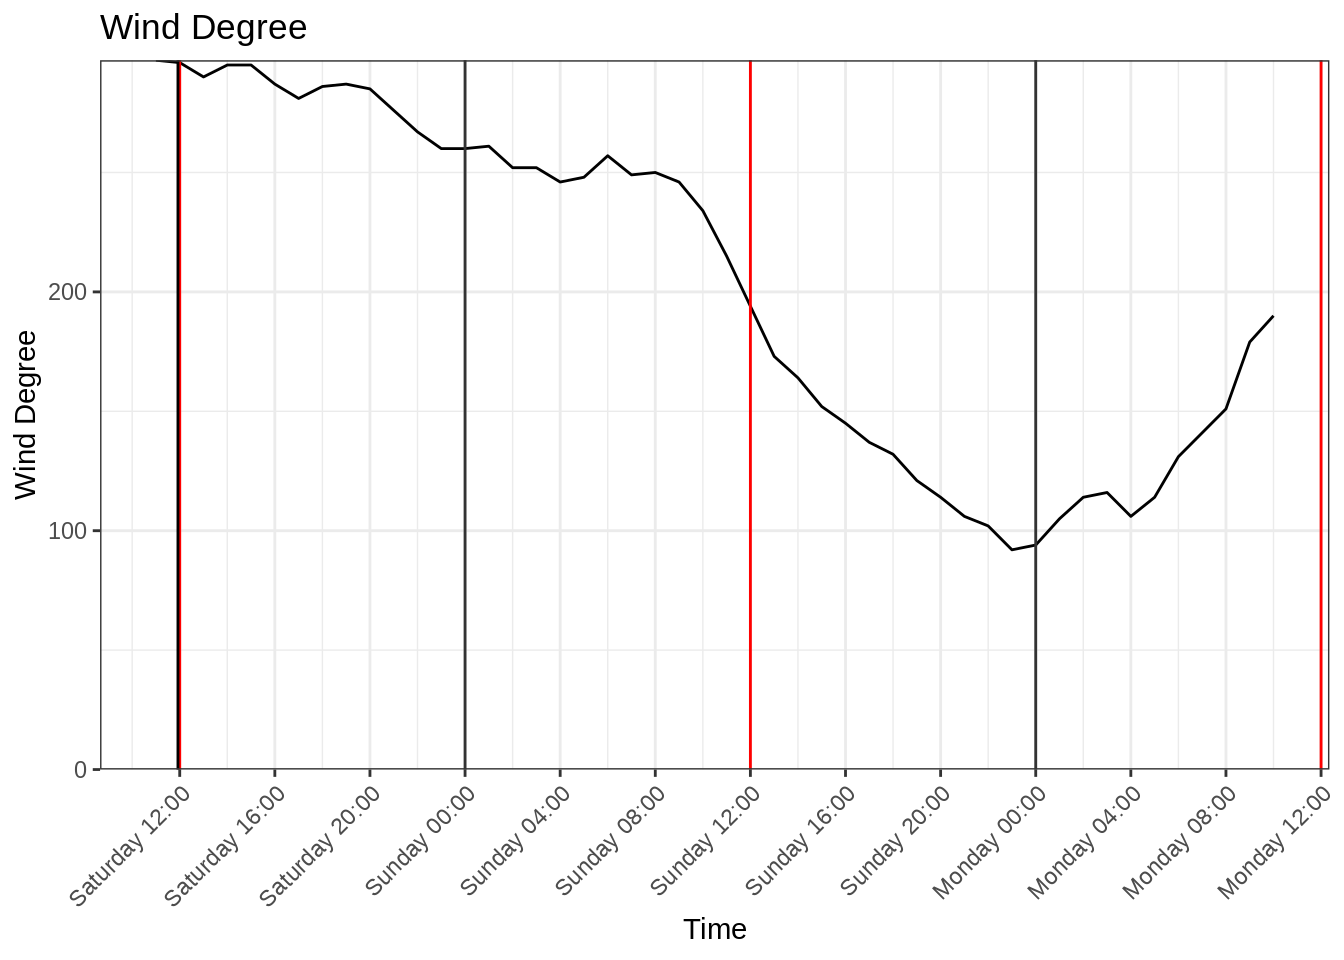 Wind Degree
Wind Degree
200
100
0
Saturday 12:00
Saturday 16:00
Saturday 20:00
Sunday 00:00
Sunday 04:00
Sunday 08:00
Sunday 12:00
Sunday 16:00
Sunday 20:00
Monday 00:00
Monday 04:00
Monday 08:00
Monday 12:00
Time